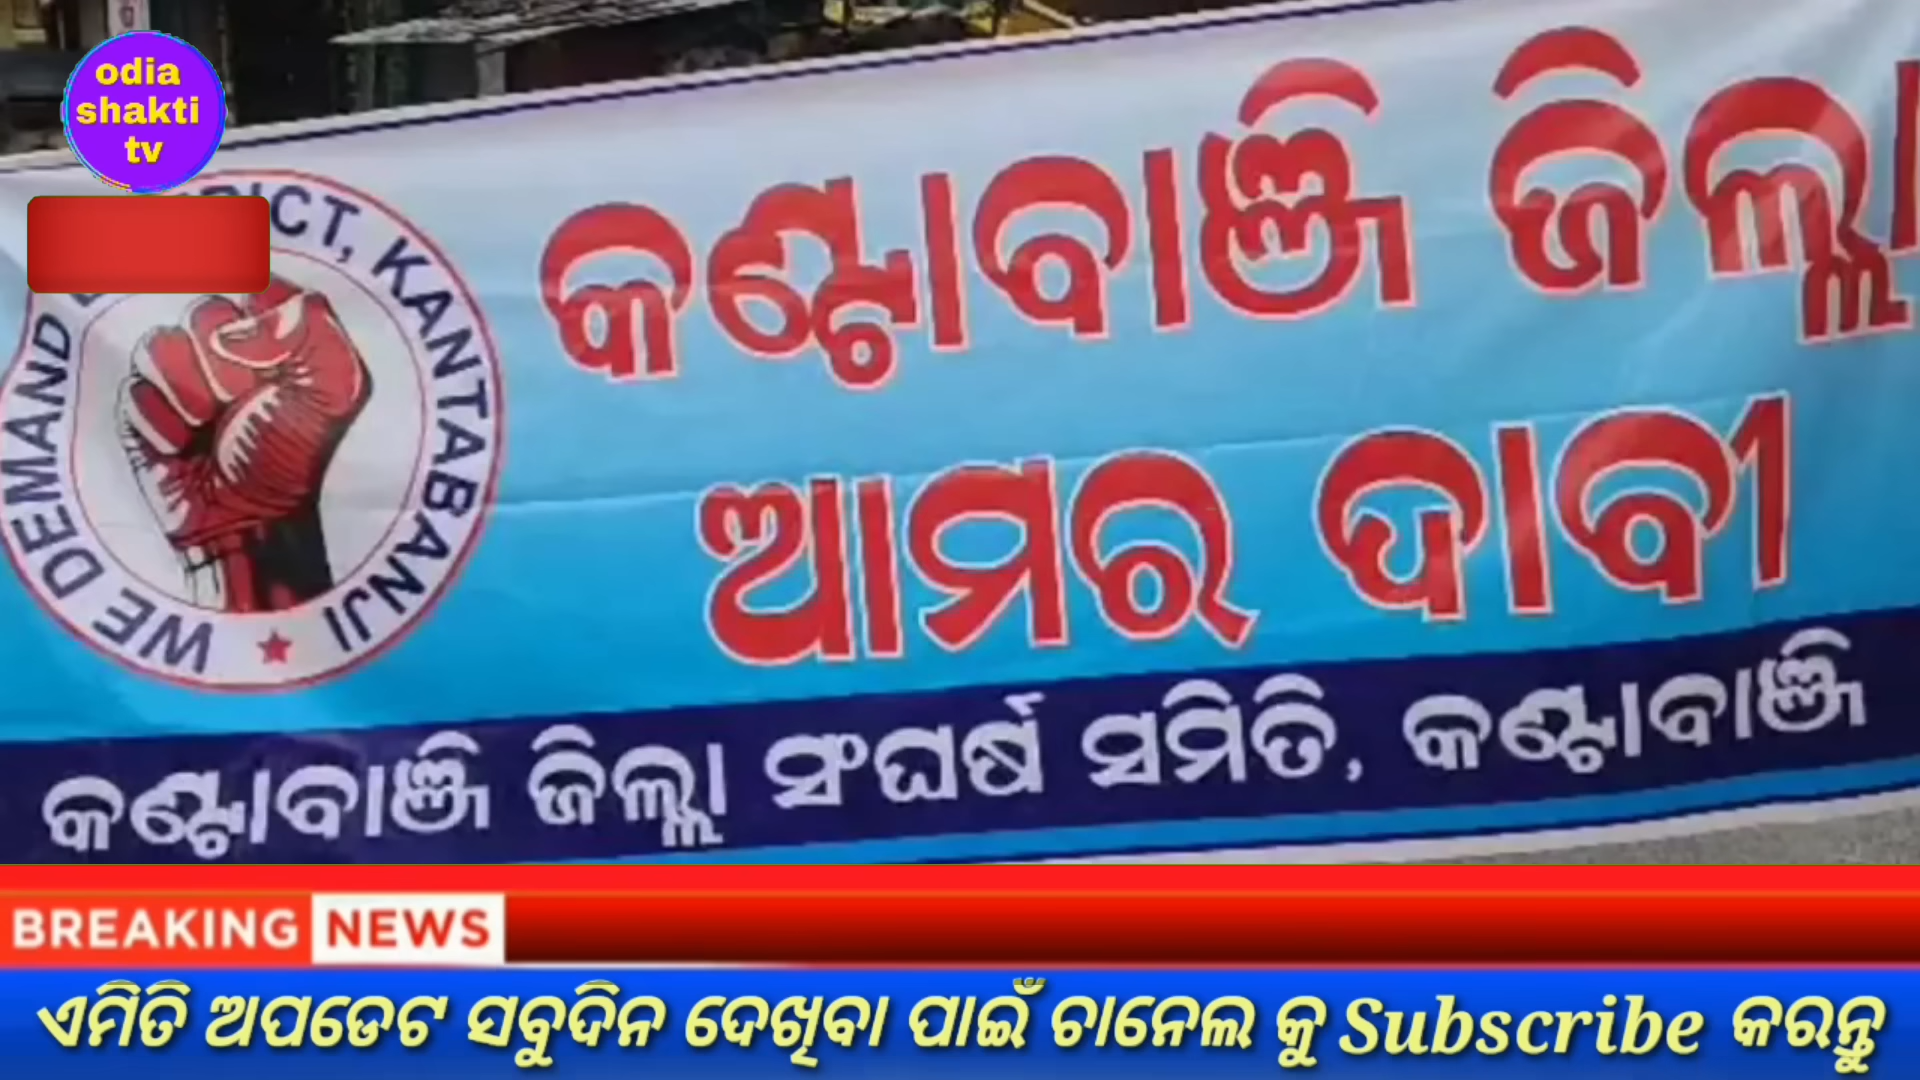 odia
shakti
tv
WE DEMAND
ICT, KANTABANJI
କଣ୍ଟାବାଞ୍ଜି ଜିଲ୍ଲା
ଆମର ଦାବୀ
କଣ୍ଟାବାଞ୍ଜି ଜିଲ୍ଲା ସଂଘର୍ଷ ସମିତି, କଣ୍ଟାବାଞ୍ଜି
BREAKING NEWS
ଏମିତି ଅପଡେଟ ସବୁଦିନ ଦେଖିବା ପାଇଁ ଚାନେଲ କୁ Subscribe କରନ୍ତୁ